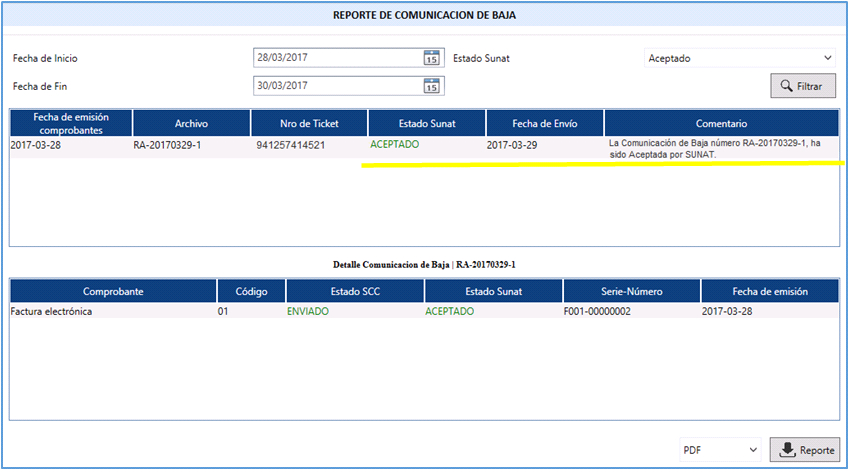 REPORTE DE COMUNICACION DE BAJA
Fecha de Inicio 28/03/2017 15 Estado Sunat Aceptado
Fecha de Fin 30/03/2017 15 Filtrar
Fecha de emisión comprobantes Archivo Nro de Ticket Estado Sunat Fecha de Envío Comentario
2017-03-28 RA-20170329-1 941257414521 ACEPTADO 2017-03-29 La Comunicación de Baja número RA-20170329-1, ha
sido Aceptada por SUNAT.
Detalle Comunicacion de Baja | RA-20170329-1
Comprobante Código Estado SCC Estado Sunat Serie-Número Fecha de emisión
Factura electrónica 01 ENVIADO ACEPTADO F001-00000002 2017-03-28
PDF Reporte